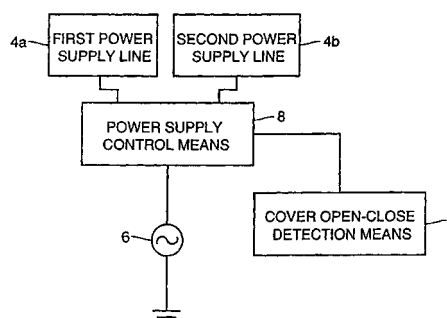 4a
FIRST POWER
SUPPLY LINE
SECOND POWER
SUPPLY LINE
4b
8
POWER SUPPLY
CONTROL MEANS
6
COVER OPEN-CLOSE
DETECTION MEANS